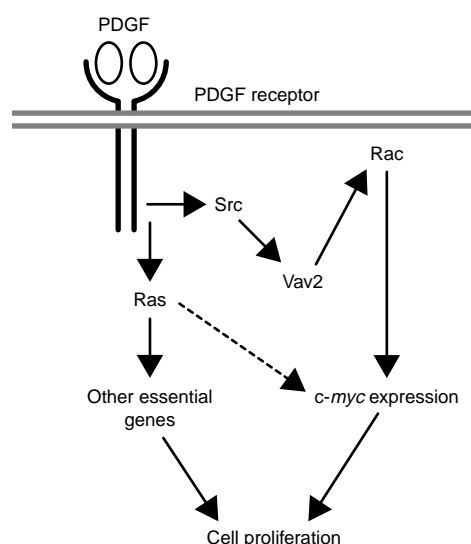 PDGF
PDGF receptor
Rac
Src
Vav2
Ras
Other essential
genes
c-myc expression
Cell proliferation